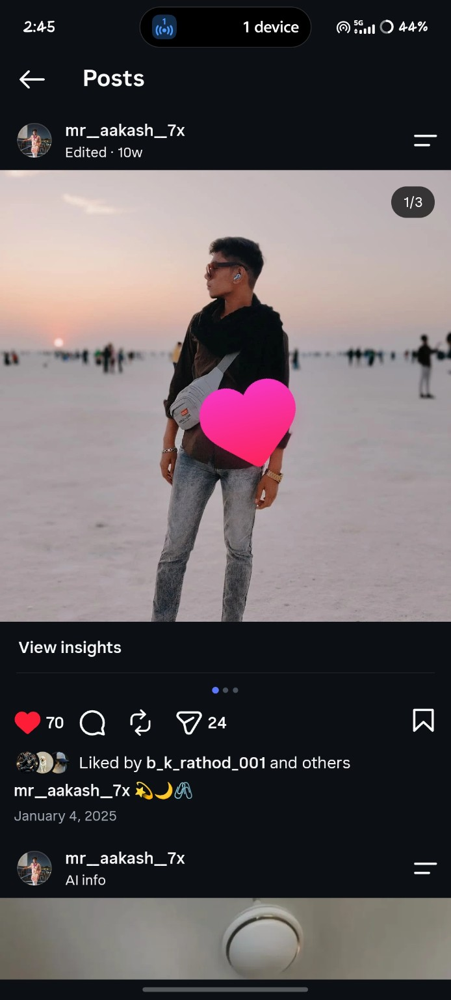 2:45
1
1 device
5G
44%
Posts
mr__aakash__7x
Edited · 10w
1/3
View insights
70
24
Liked by b_k_rathod_001 and others
mr__aakash__7x 💫🌙🖇️
January 4, 2025
mr__aakash__7x
AI info